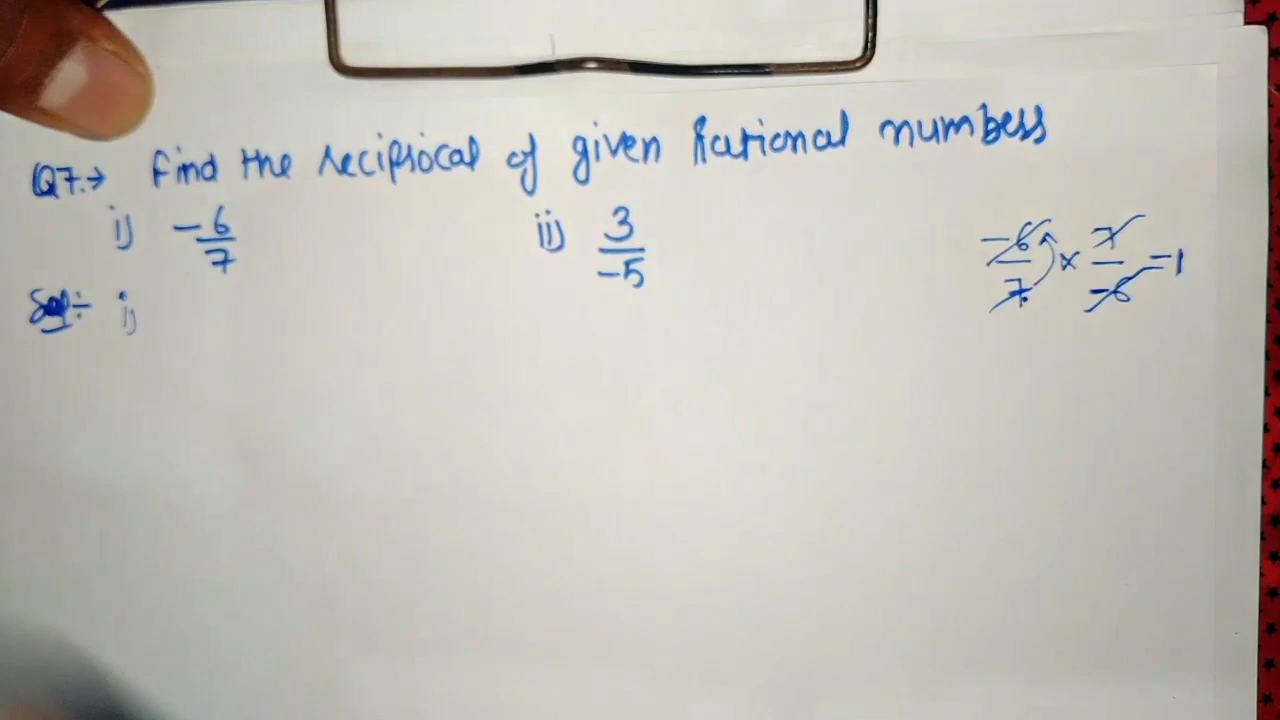 Q7.→ Find the reciprocal of given Rational numbers
i) -6/7 ii) 3/-5
-6/7 × 7/-6 = 1
Sol:- i)